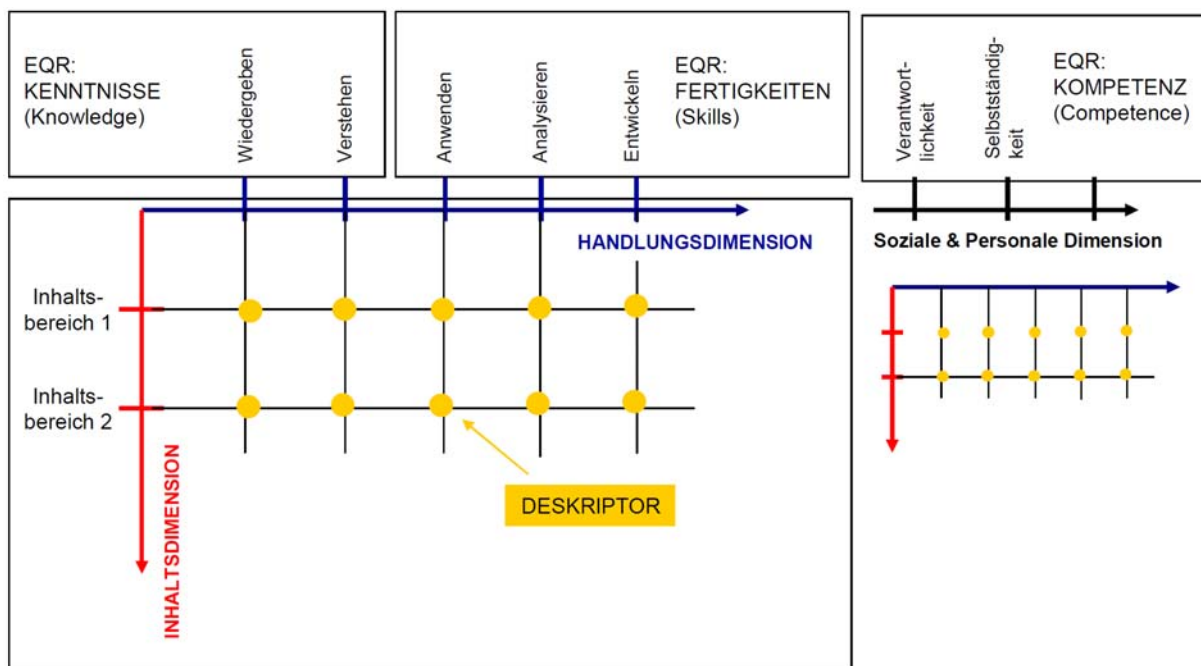 EQR:
KENNTNISSE
(Knowledge)
Wiedergeben
Verstehen
Anwenden
Analysieren
Entwickeln
EQR:
FERTIGKEITEN
(Skills)
Verantwort-
lichkeit
Selbstständig-
keit
EQR:
KOMPETENZ
(Competence)
HANDLUNGSDIMENSION
Soziale & Personale Dimension
Inhalts-
bereich 1
Inhalts-
bereich 2
DESKRIPTOR
INHALTSDIMENSION